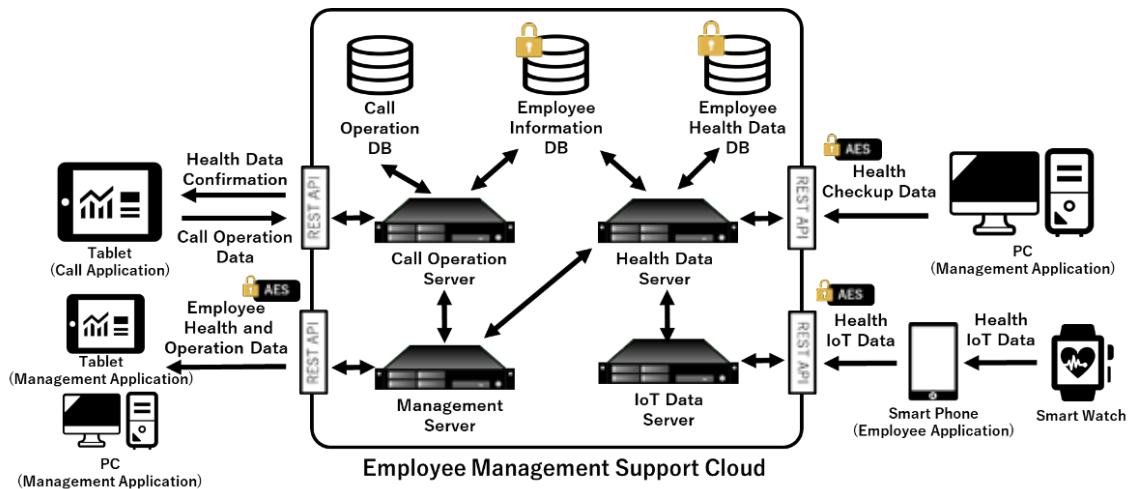 Call
Operation
DB
Employee
Information
DB
Employee
Health Data
DB
Health Data
Confirmation
Call Operation
Data
Tablet
(Call Application)
REST API
Call Operation
Server
Health Data
Server
REST API
AES
Health
Checkup Data
PC
(Management Application)
AES
Employee
Health and
Operation Data
Tablet
(Management Application)
PC
(Management Application)
REST API
Management
Server
IoT Data
Server
REST API
AES
Health
IoT Data
Health
IoT Data
Smart Phone
(Employee Application)
Smart Watch
Employee Management Support Cloud